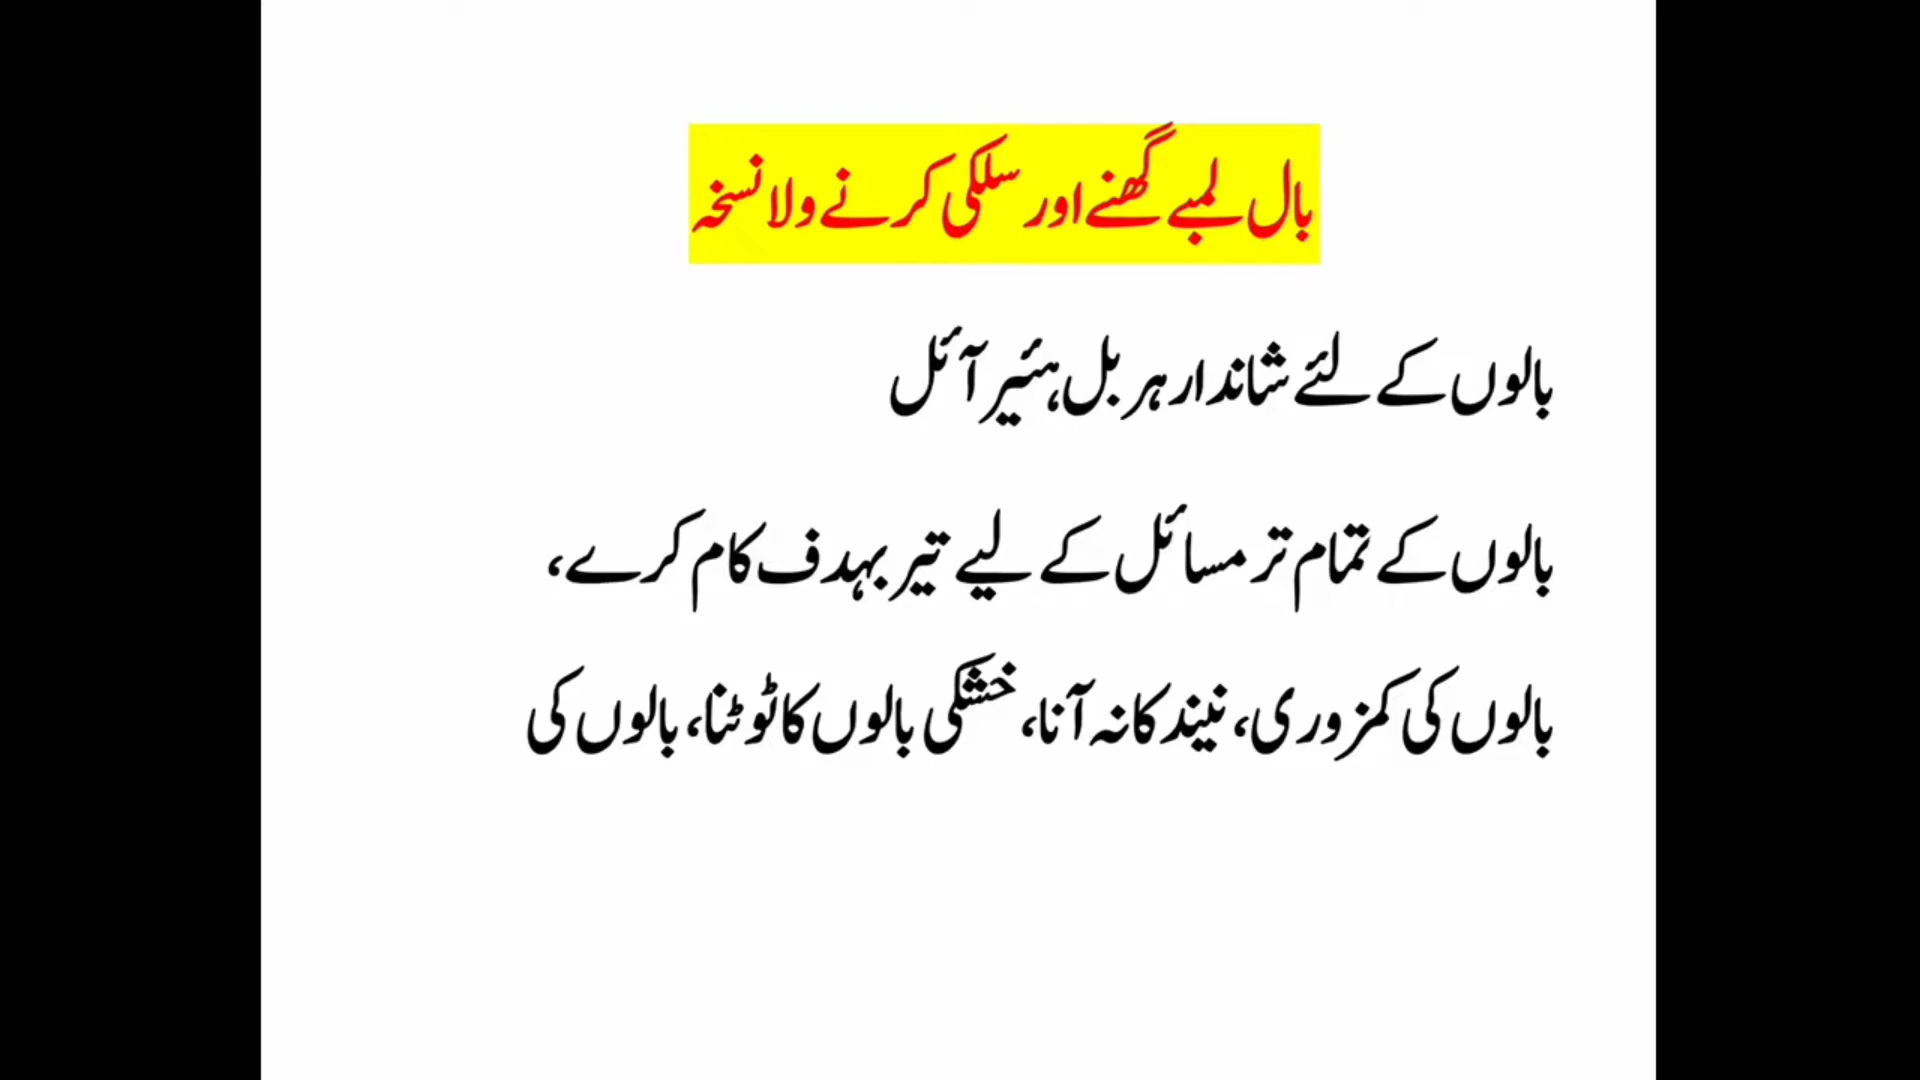 بال لمبے گھنے اور سلکی کرنے ولا نسخہ
بالوں کے لئے شاندار ہربل ہئیر آئل
بالوں کے تمام تر مسائل کے لیے تیر بہدف کام کرے،
بالوں کی کمزوری، نیند کا نہ آنا، خشکی بالوں کا ٹوٹنا، بالوں کی